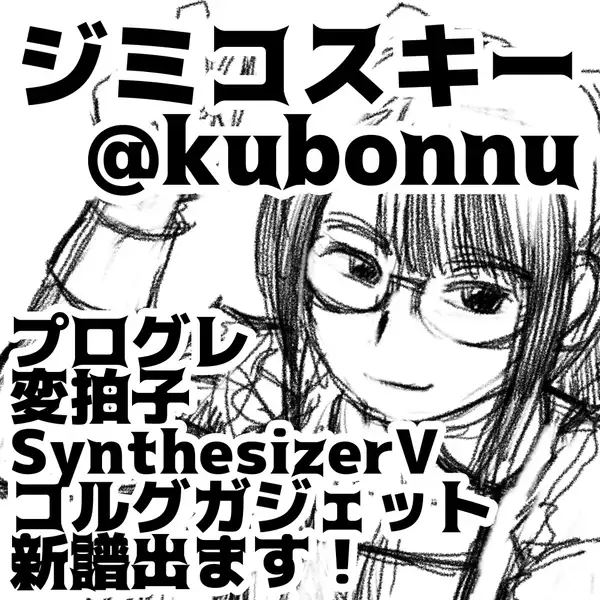 ジミコスキー
@kubonnu
プログレ
変拍子
SynthesizerV
コルグガジェット
新譜出ます！